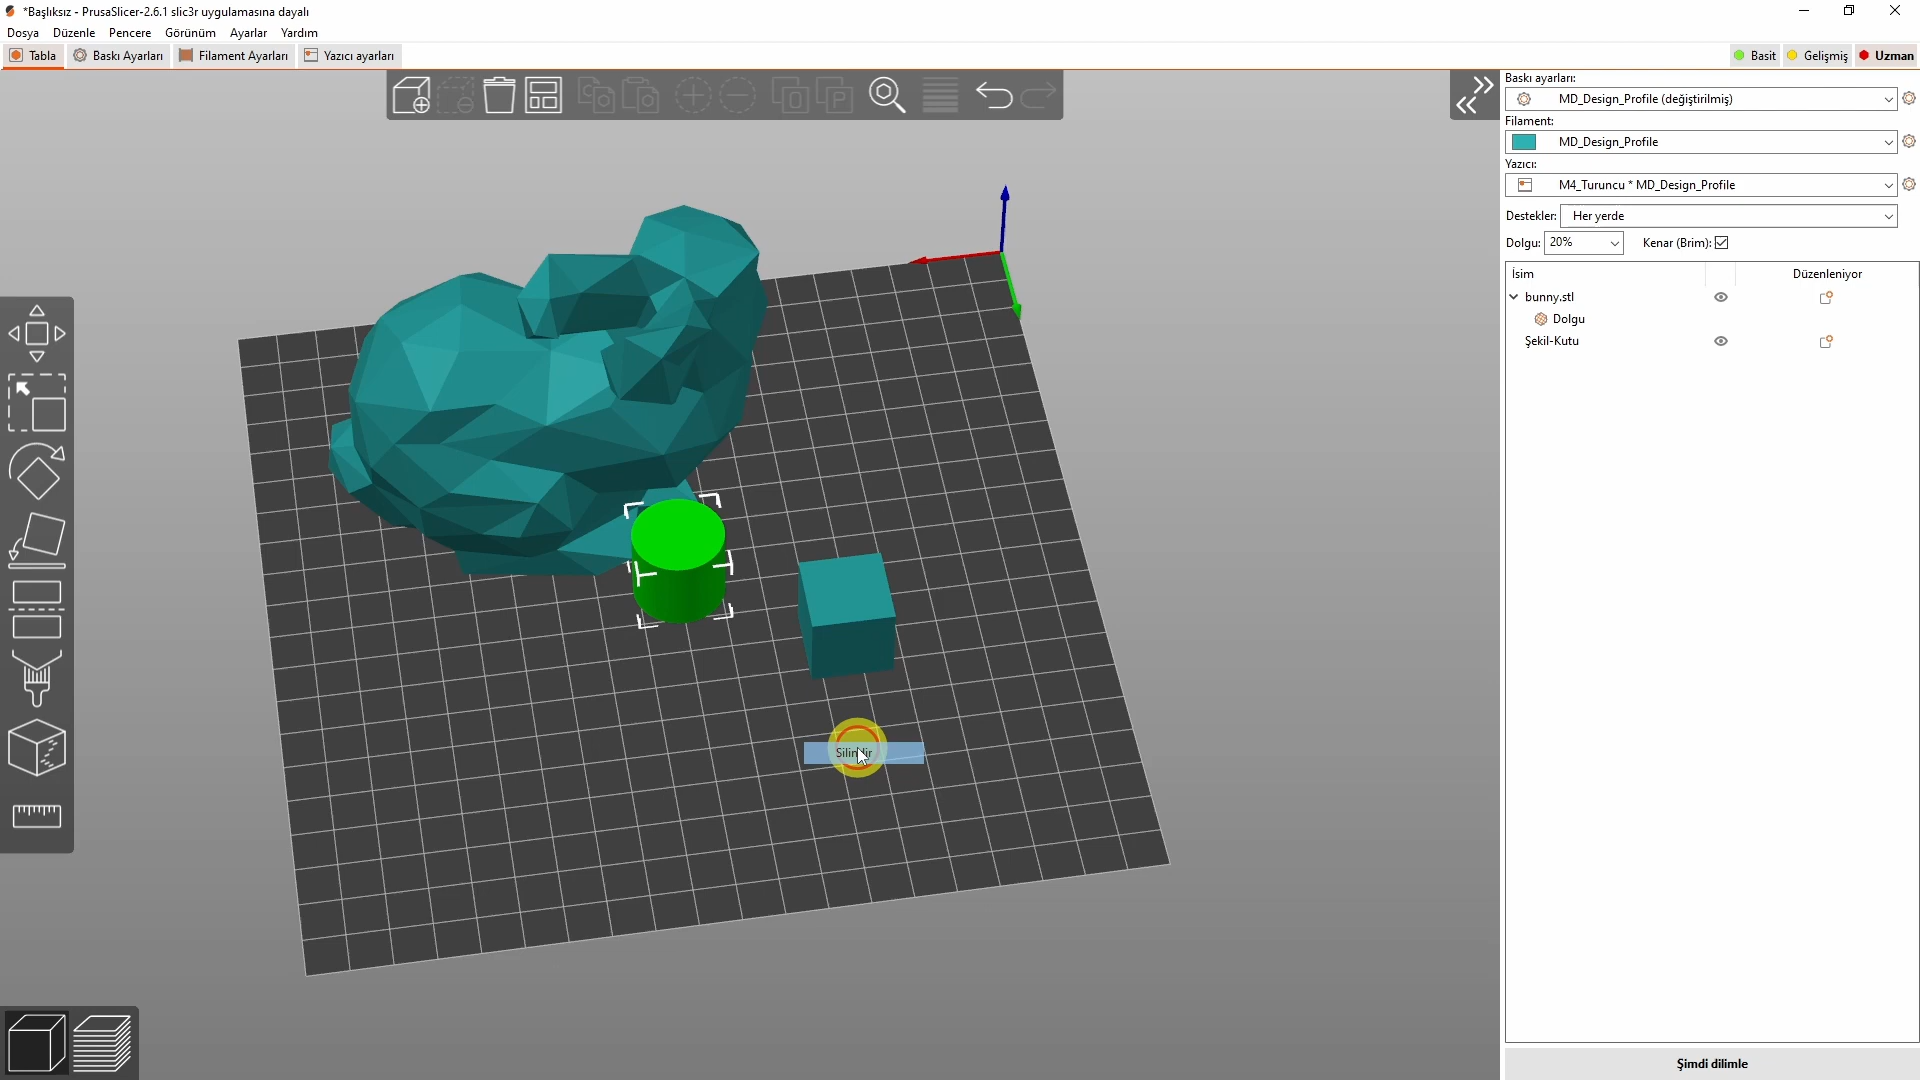 *Başlıksız - PrusaSlicer-2.6.1 slic3r uygulamasına dayalı
Dosya Düzenle Pencere Görünüm Ayarlar Yardım
Tabla Baskı Ayarları Filament Ayarları Yazıcı ayarları
Basit Gelişmiş Uzman
Baskı ayarları:
MD_Design_Profile (değiştirilmiş)
Filament:
MD_Design_Profile
Yazıcı:
M4_Turuncu * MD_Design_Profile
Destekler: Her yerde
Dolgu: 20% Kenar (Brim):
İsim Düzenleniyor
bunny.stl
Dolgu
Şekil-Kutu
Silindir
Şimdi dilimle